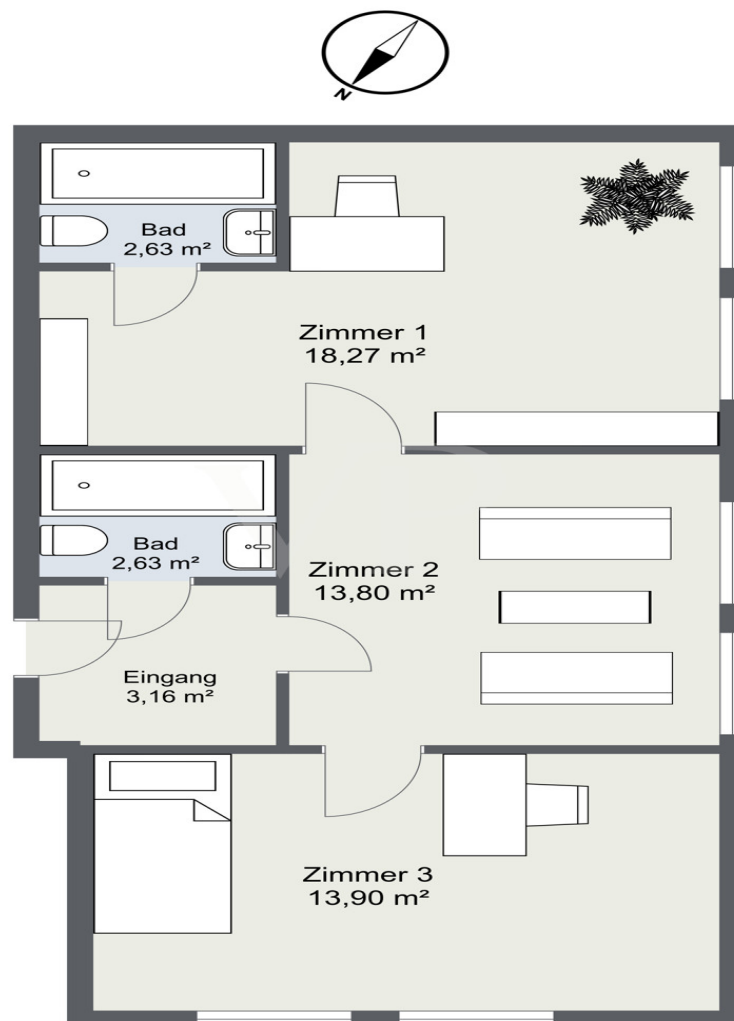 N
Bad
2,63 m²
Zimmer 1
18,27 m²
Bad
2,63 m²
Zimmer 2
13,80 m²
Eingang
3,16 m²
Zimmer 3
13,90 m²